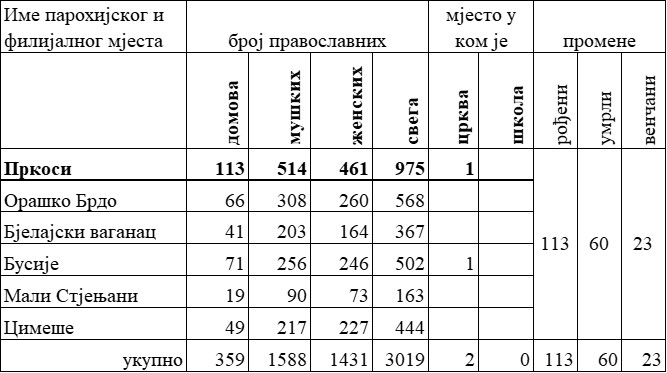 Име парохијског и филијалног мјеста број православних мјесто у ком је промене
домова мушких женских свега црква школа рођени умрли венчани
Пркоси 113 514 461 975 1
Орашко Брдо 66 308 260 568
Бјелајски ваганац 41 203 164 367
113 60 23
Бусије 71 256 246 502 1
Мали Стјењани 19 90 73 163
Цимеше 49 217 227 444
укупно 359 1588 1431 3019 2 0 113 60 23